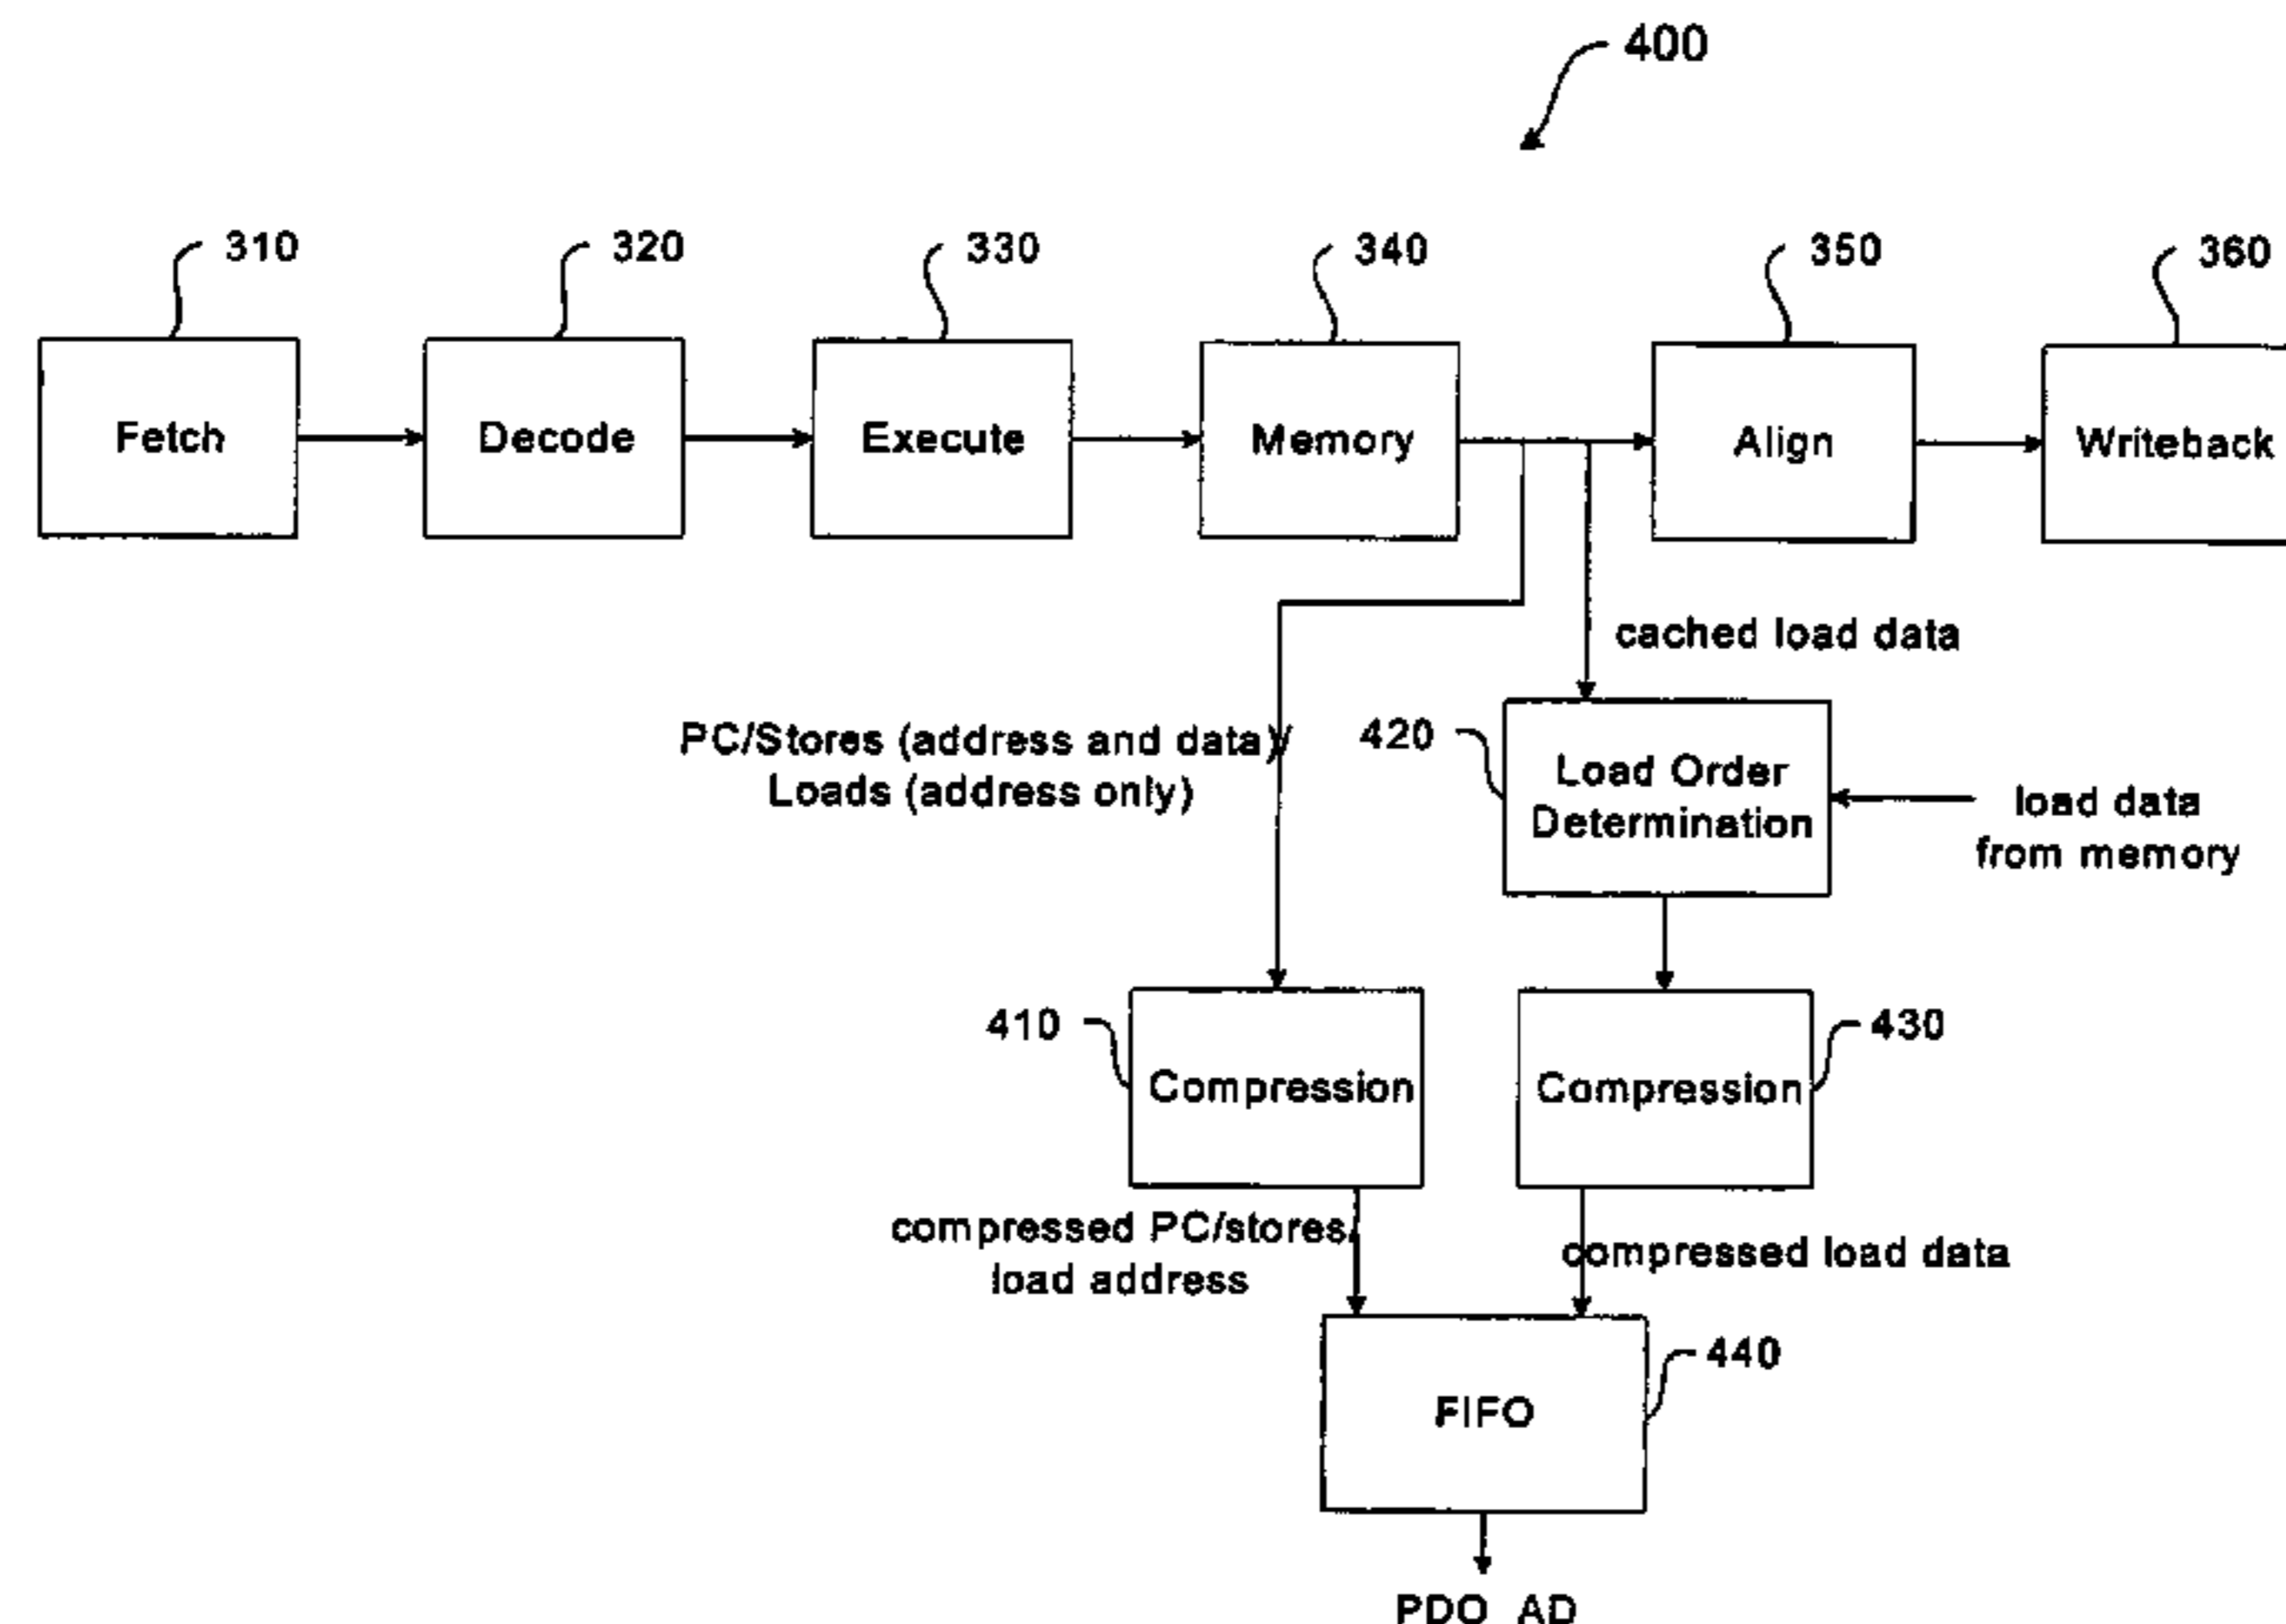 400
310
320
330
340
350
360
Fetch
Decode
Execute
Memory
Align
Writeback
cached load data
PC/Stores (address and data)/
Loads (address only)
420
Load Order
Determination
load data
from memory
410
Compression
Compression
430
compressed PC/stores/
load address
compressed load data
FIFO
440
PDO_AD